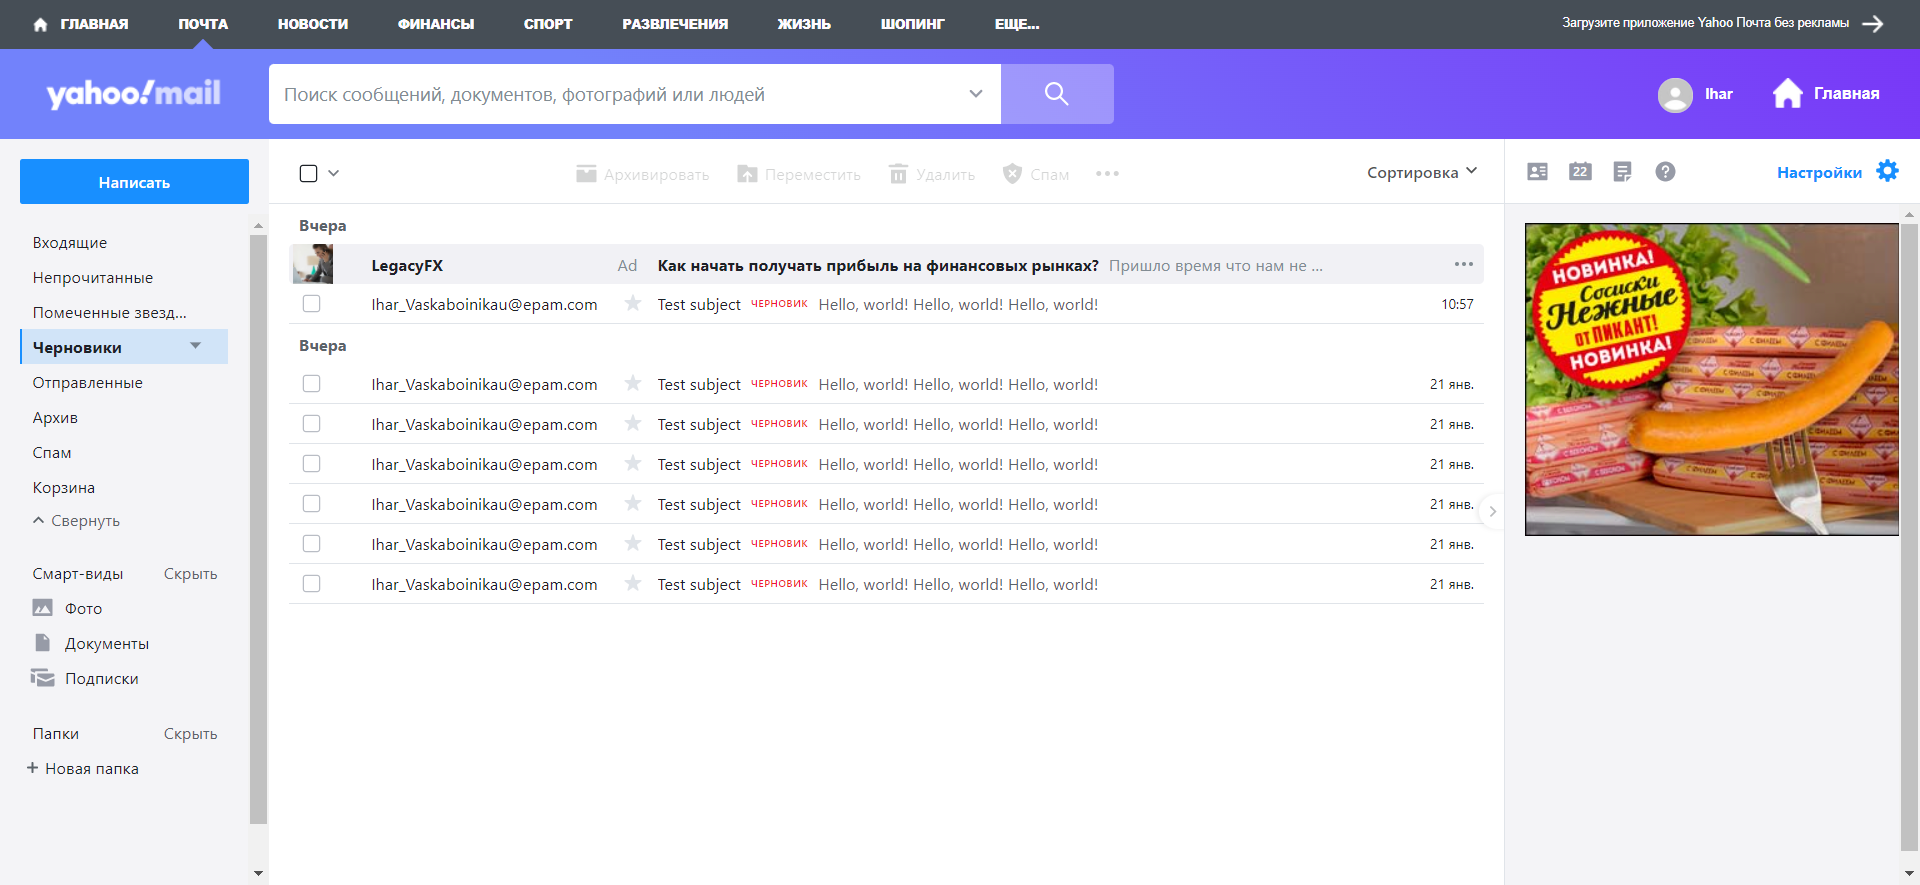 ГЛАВНАЯ ПОЧТА НОВОСТИ ФИНАНСЫ СПОРТ РАЗВЛЕЧЕНИЯ ЖИЗНЬ ШОПИНГ ЕЩЕ... Загрузите приложение Yahoo Почта без рекламы
yahoo!mail Поиск сообщений, документов, фотографий или людей Ihar Главная
Написать
Входящие
Непрочитанные
Помеченные звезд...
Черновики
Отправленные
Архив
Спам
Корзина
Свернуть
Смарт-виды Скрыть
Фото
Документы
Подписки
Папки Скрыть
+ Новая папка
Архивировать Переместить Удалить Спам ••• Сортировка
Вчера
LegacyFX Ad Как начать получать прибыль на финансовых рынках? Пришло время что нам не ... •••
Ihar_Vaskaboinikau@epam.com Test subject ЧЕРНОВИК Hello, world! Hello, world! Hello, world! 10:57
Вчера
Ihar_Vaskaboinikau@epam.com Test subject ЧЕРНОВИК Hello, world! Hello, world! Hello, world! 21 янв.
Ihar_Vaskaboinikau@epam.com Test subject ЧЕРНОВИК Hello, world! Hello, world! Hello, world! 21 янв.
Ihar_Vaskaboinikau@epam.com Test subject ЧЕРНОВИК Hello, world! Hello, world! Hello, world! 21 янв.
Ihar_Vaskaboinikau@epam.com Test subject ЧЕРНОВИК Hello, world! Hello, world! Hello, world! 21 янв.
Ihar_Vaskaboinikau@epam.com Test subject ЧЕРНОВИК Hello, world! Hello, world! Hello, world! 21 янв.
Ihar_Vaskaboinikau@epam.com Test subject ЧЕРНОВИК Hello, world! Hello, world! Hello, world! 21 янв.
22 Настройки
НОВИНКА!
Сосиски
Нежные
от ПИКАНТ!
НОВИНКА!